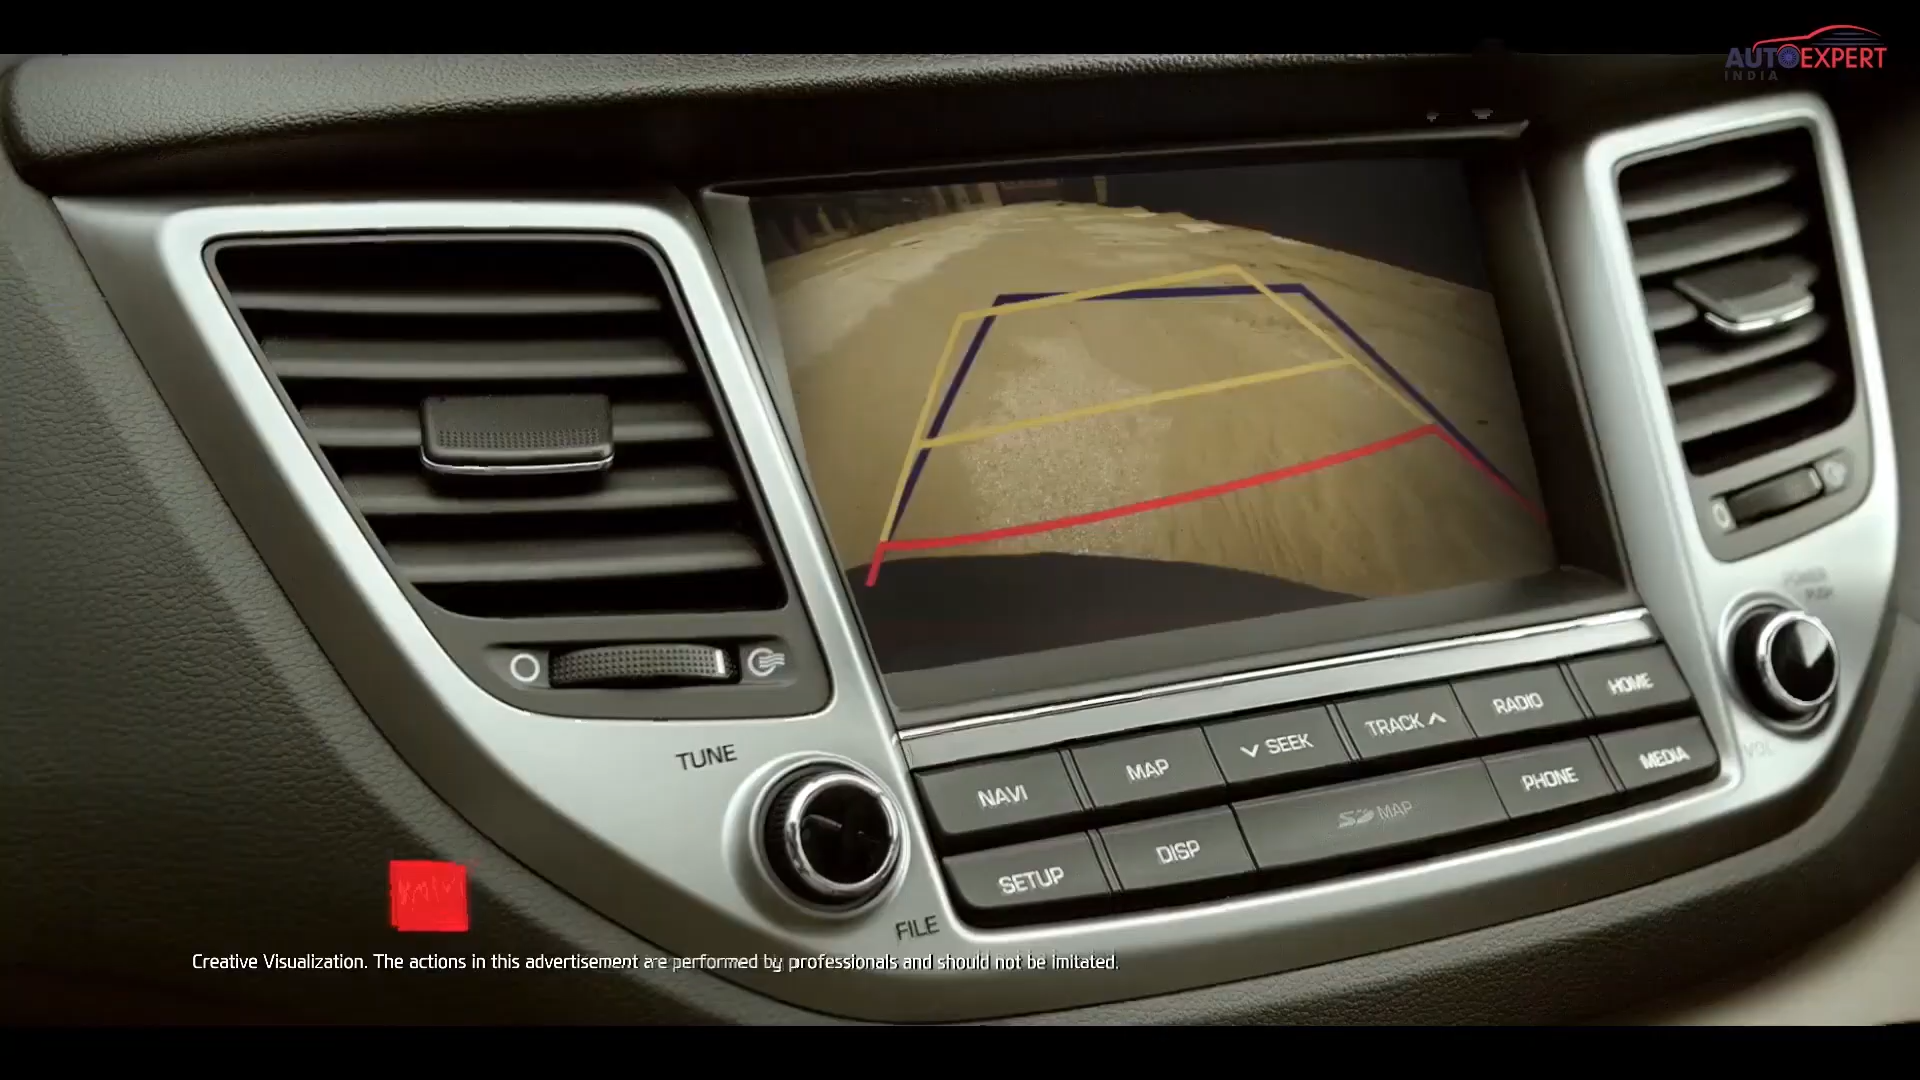 AUTOEXPERT
INDIA
TUNE
FILE
NAVI
MAP
SEEK
TRACK
RADIO
HOME
SETUP
DISP
MAP
PHONE
MEDIA
Creative Visualization. The actions in this advertisement are performed by professionals and should not be imitated.